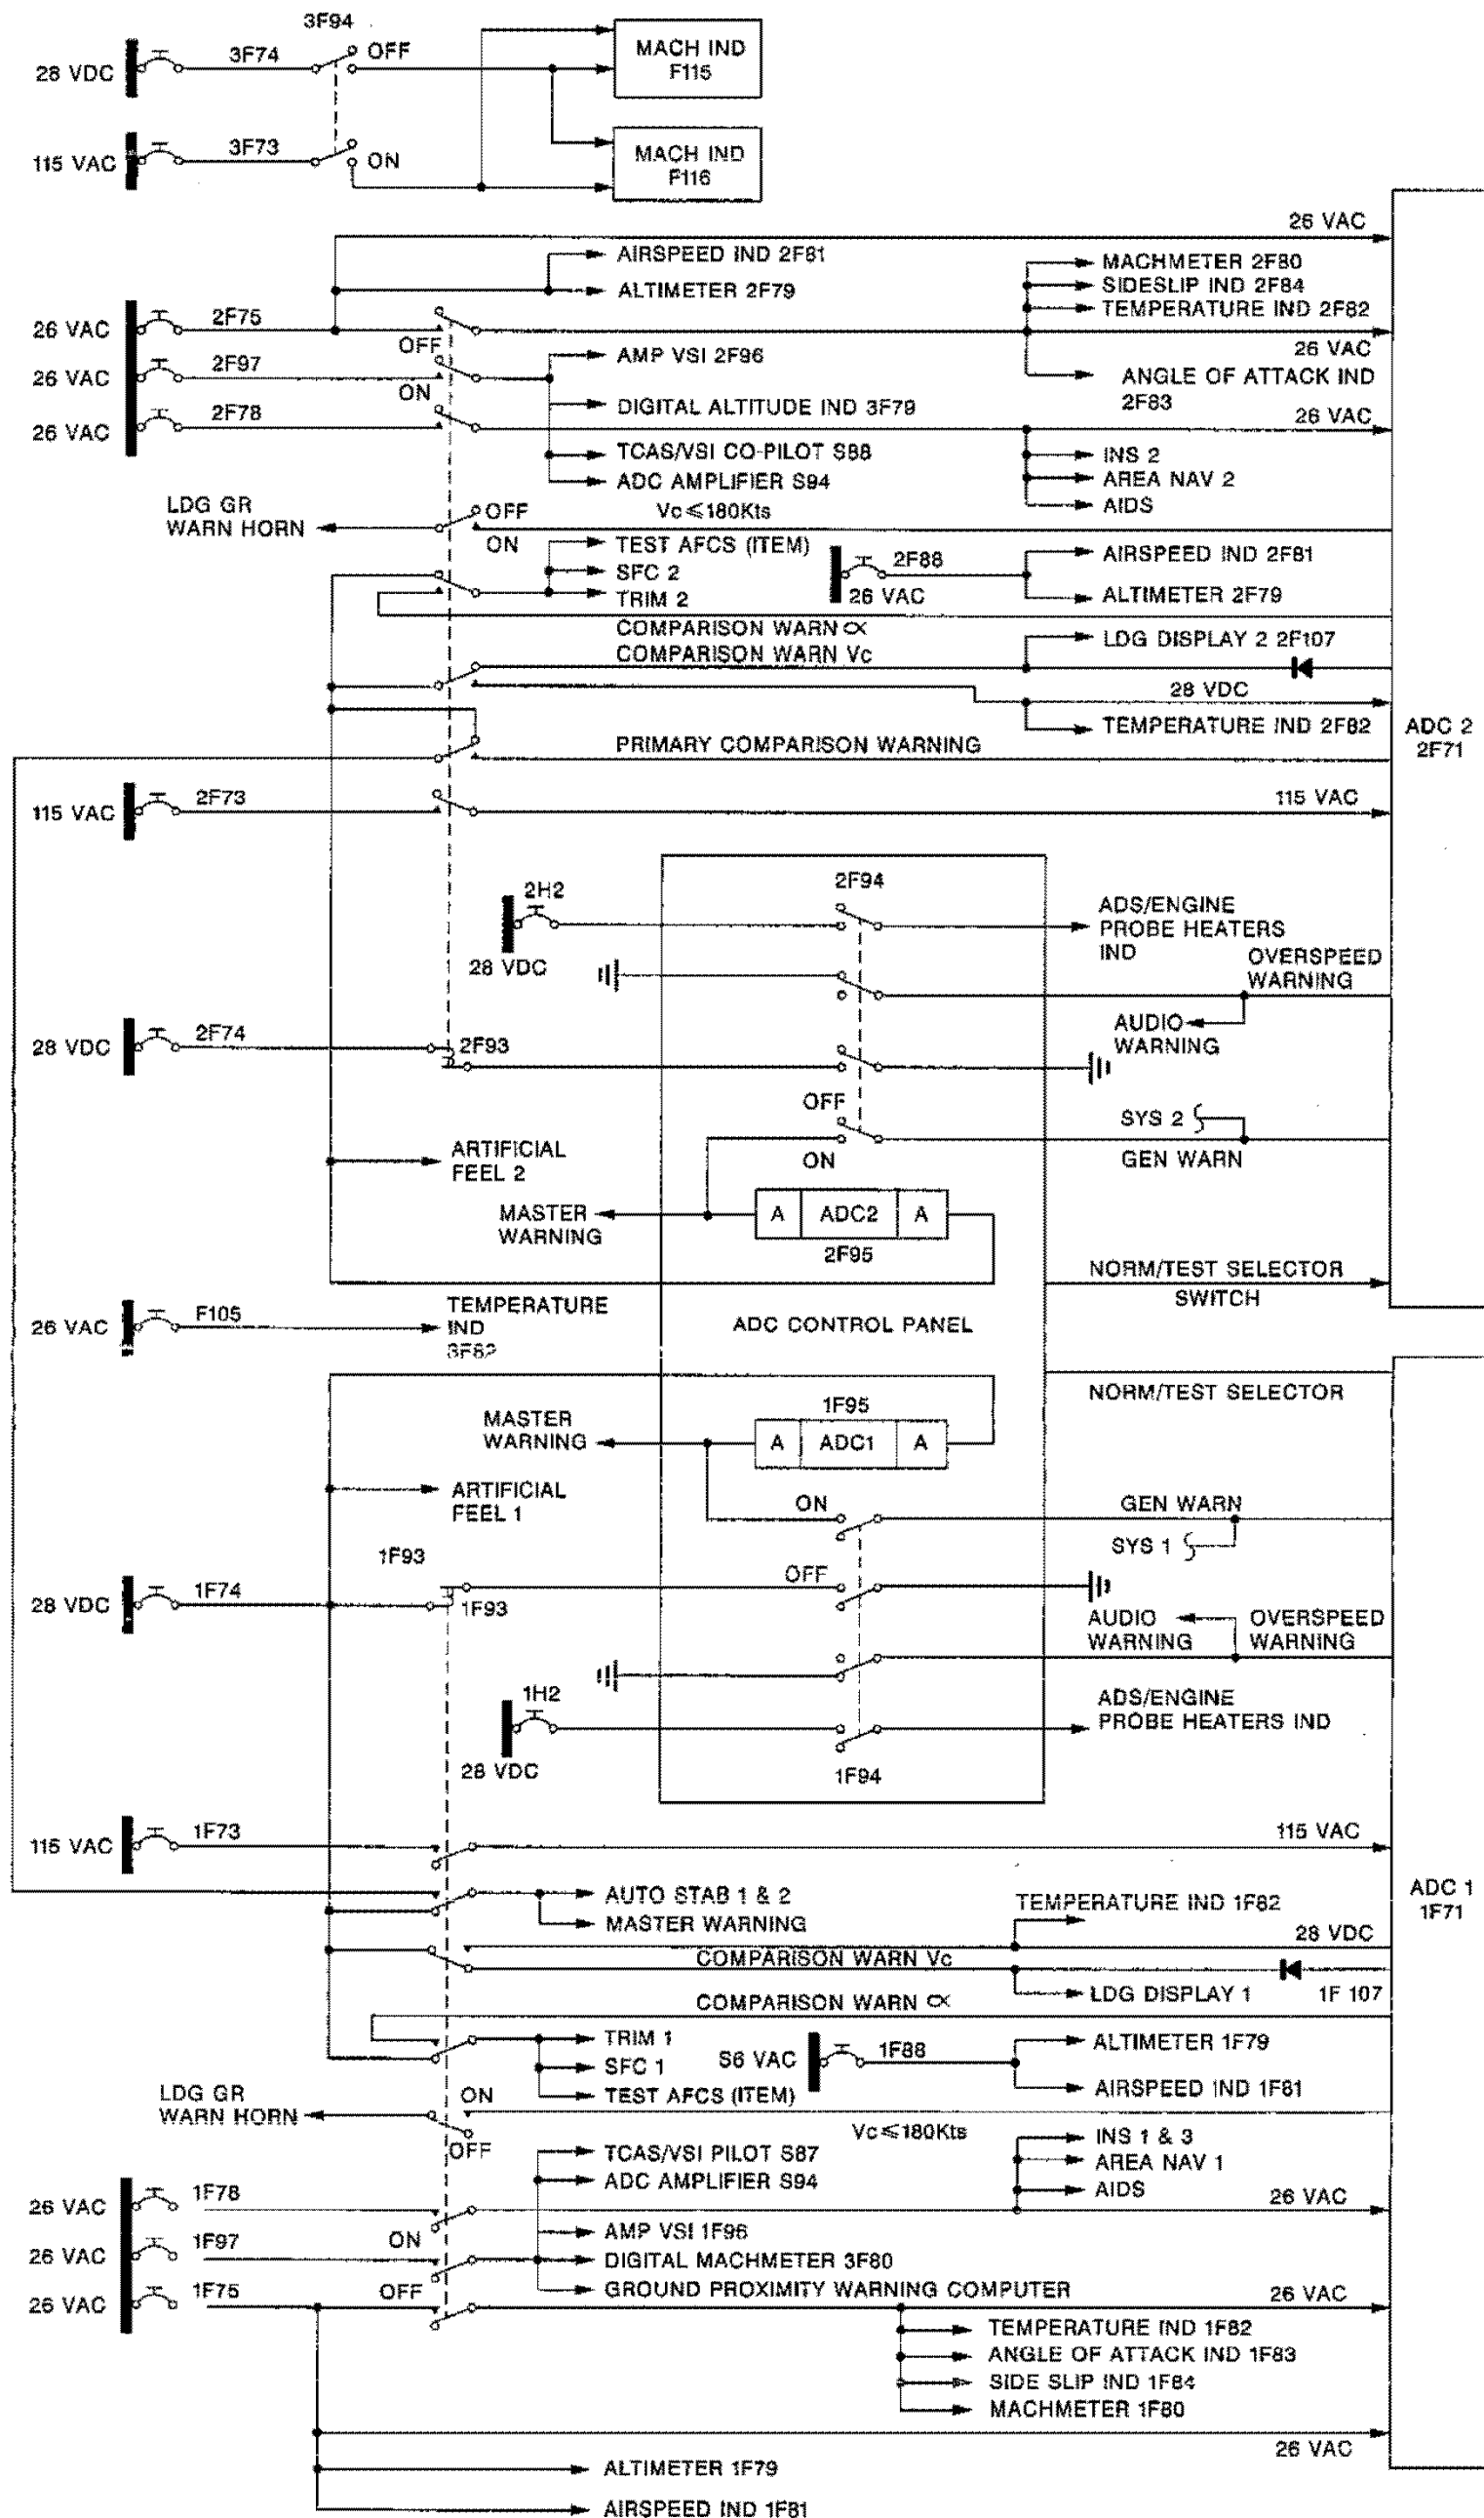 3F94
OFF
3F74
28 VDC
MACH IND
F115
3F73
115 VAC
ON
MACH IND
F116
26 VAC
AIRSPEED IND 2F81
MACHMETER 2F80
ALTIMETER 2F79
SIDESLIP IND 2F84
TEMPERATURE IND 2F82
26 VAC
2F75
OFF
26 VAC
AMP VSI 2F96
26 VAC
2F97
ON
ANGLE OF ATTACK IND
2F83
DIGITAL ALTITUDE IND 3F79
26 VAC
2F78
26 VAC
TCAS/VSI CO-PILOT S88
INS 2
ADC AMPLIFIER S94
AREA NAV 2
AIDS
LDG GR
WARN HORN
OFF
Vc ≤ 180Kts
ON
TEST AFCS (ITEM)
2F88
AIRSPEED IND 2F81
SFC 2
26 VAC
TRIM 2
ALTIMETER 2F79
COMPARISON WARN ∝
LDG DISPLAY 2 2F107
COMPARISON WARN Vc
28 VDC
TEMPERATURE IND 2F82
ADC 2
2F71
PRIMARY COMPARISON WARNING
115 VAC
2F73
115 VAC
2F94
2H2
28 VDC
ADS/ENGINE
PROBE HEATERS
IND
OVERSPEED
WARNING
AUDIO
WARNING
28 VDC
2F74
2F93
OFF
SYS 2
ON
GEN WARN
ARTIFICIAL
FEEL 2
MASTER
WARNING
A
ADC2
A
2F95
NORM/TEST SELECTOR
SWITCH
26 VAC
F105
TEMPERATURE
IND
3F82
ADC CONTROL PANEL
NORM/TEST SELECTOR
1F95
MASTER
WARNING
A
ADC1
A
ARTIFICIAL
FEEL 1
ON
GEN WARN
SYS 1
1F93
28 VDC
1F74
1F93
OFF
AUDIO
WARNING
OVERSPEED
WARNING
1H2
28 VDC
ADS/ENGINE
PROBE HEATERS IND
1F94
115 VAC
1F73
115 VAC
AUTO STAB 1 & 2
MASTER WARNING
TEMPERATURE IND 1F82
ADC 1
1F71
28 VDC
COMPARISON WARN Vc
LDG DISPLAY 1
1F 107
COMPARISON WARN ∝
TRIM 1
S6 VAC
1F88
ALTIMETER 1F79
SFC 1
TEST AFCS (ITEM)
AIRSPEED IND 1F81
LDG GR
WARN HORN
ON
OFF
Vc ≤ 180Kts
TCAS/VSI PILOT S87
INS 1 & 3
ADC AMPLIFIER S94
AREA NAV 1
AIDS
26 VAC
1F78
26 VAC
ON
AMP VSI 1F96
26 VAC
1F97
DIGITAL MACHMETER 3F80
26 VAC
1F75
OFF
GROUND PROXIMITY WARNING COMPUTER
26 VAC
TEMPERATURE IND 1F82
ANGLE OF ATTACK IND 1F83
SIDE SLIP IND 1F84
MACHMETER 1F80
26 VAC
ALTIMETER 1F79
AIRSPEED IND 1F81